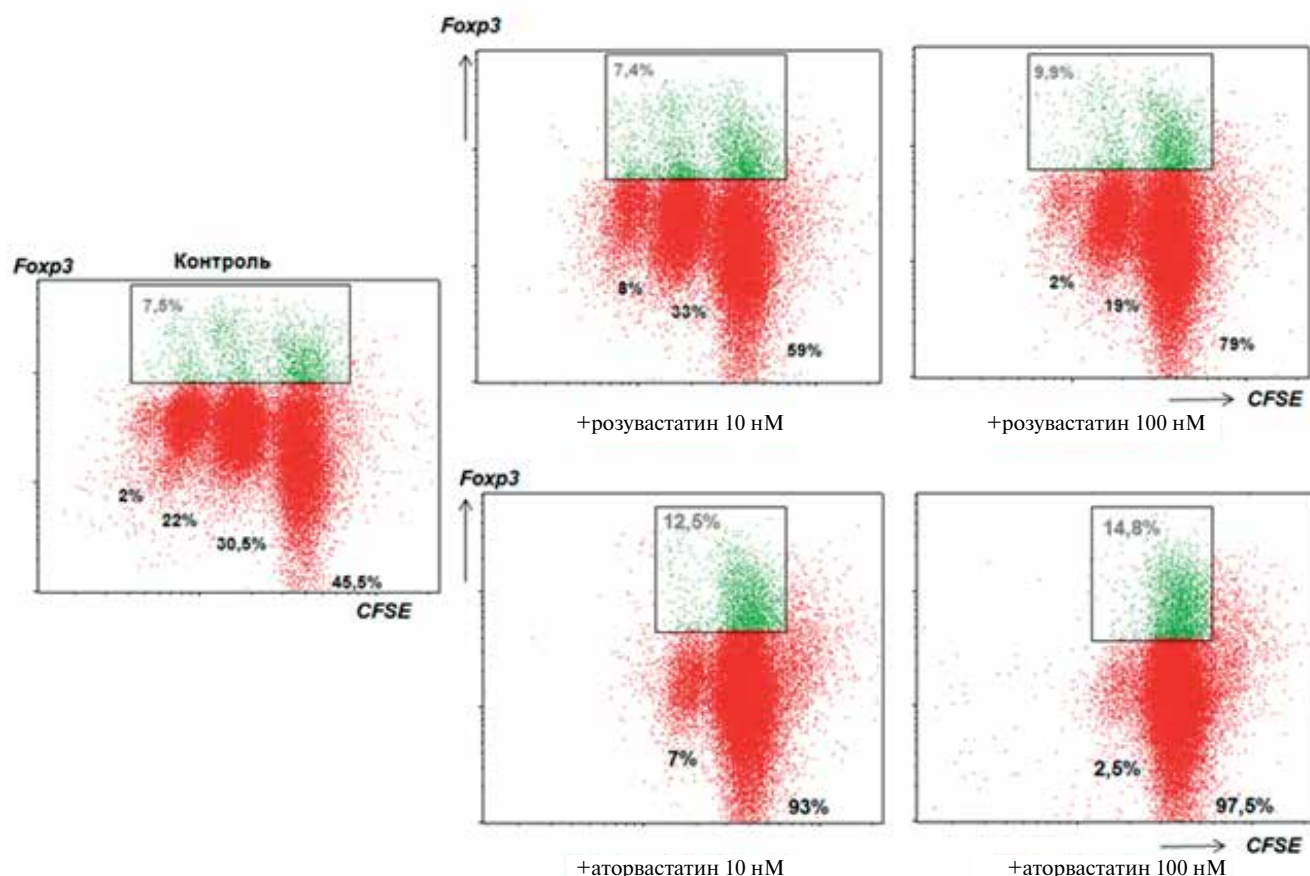 Foxp3
7,4%
8%
33%
59%
+розувастатин 10 нМ
9,9%
2%
19%
79%
CFSE
+розувастатин 100 нМ
Контроль
Foxp3
7,5%
2%
22%
30,5%
45,5%
CFSE
Foxp3
12,5%
7%
93%
+аторвастатин 10 нМ
14,8%
2,5%
97,5%
CFSE
+аторвастатин 100 нМ